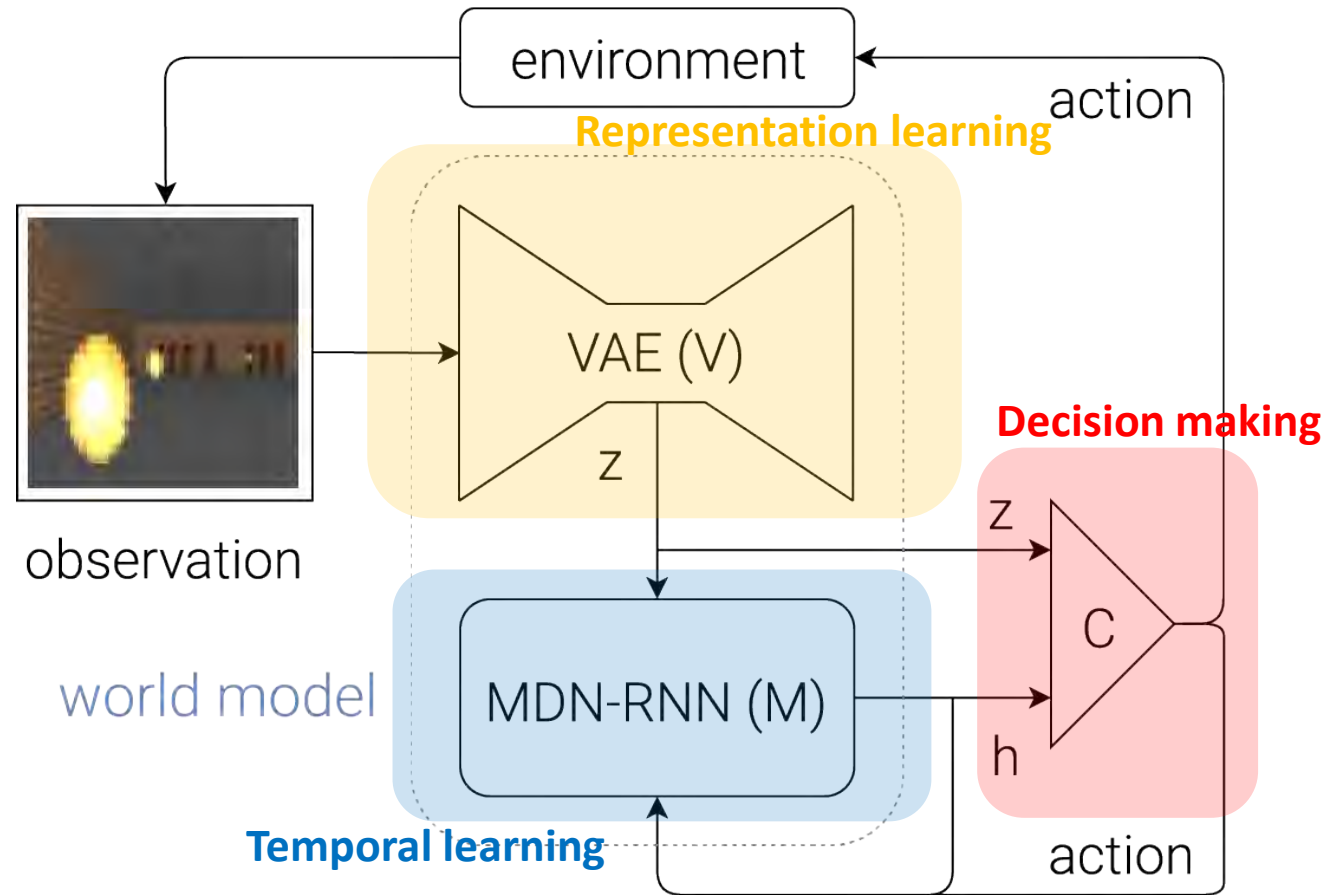 environment
action
Representation learning
VAE (V)
Decision making
z
z
observation
C
world model
MDN-RNN (M)
h
Temporal learning
action